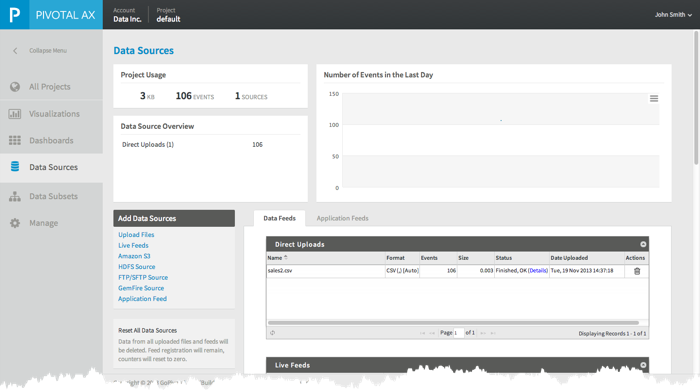 P PIVOTAL AX
Account
Data Inc.
Project
default
John Smith
Collapse Menu
All Projects
Visualizations
Dashboards
Data Sources
Data Subsets
Manage
Data Sources
Project Usage
3 KB 106 EVENTS 1 SOURCES
Data Source Overview
Direct Uploads (1) 106
Number of Events in the Last Day
150
100
50
0
Add Data Sources
Upload Files
Live Feeds
Amazon S3
HDFS Source
FTP/SFTP Source
GemFire Source
Application Feed
Reset All Data Sources
Data from all uploaded files and feeds will
be deleted. Feed registration will remain,
counters will reset to zero.
Data Feeds Application Feeds
Direct Uploads
Name Format Events Size Status Date Uploaded Actions
sales2.csv CSV (,) [Auto] 106 0.003 Finished, OK (Details) Tue, 19 Nov 2013 14:37:18
Page 1 of 1
Displaying Records 1 - 1 of 1
Live Feeds